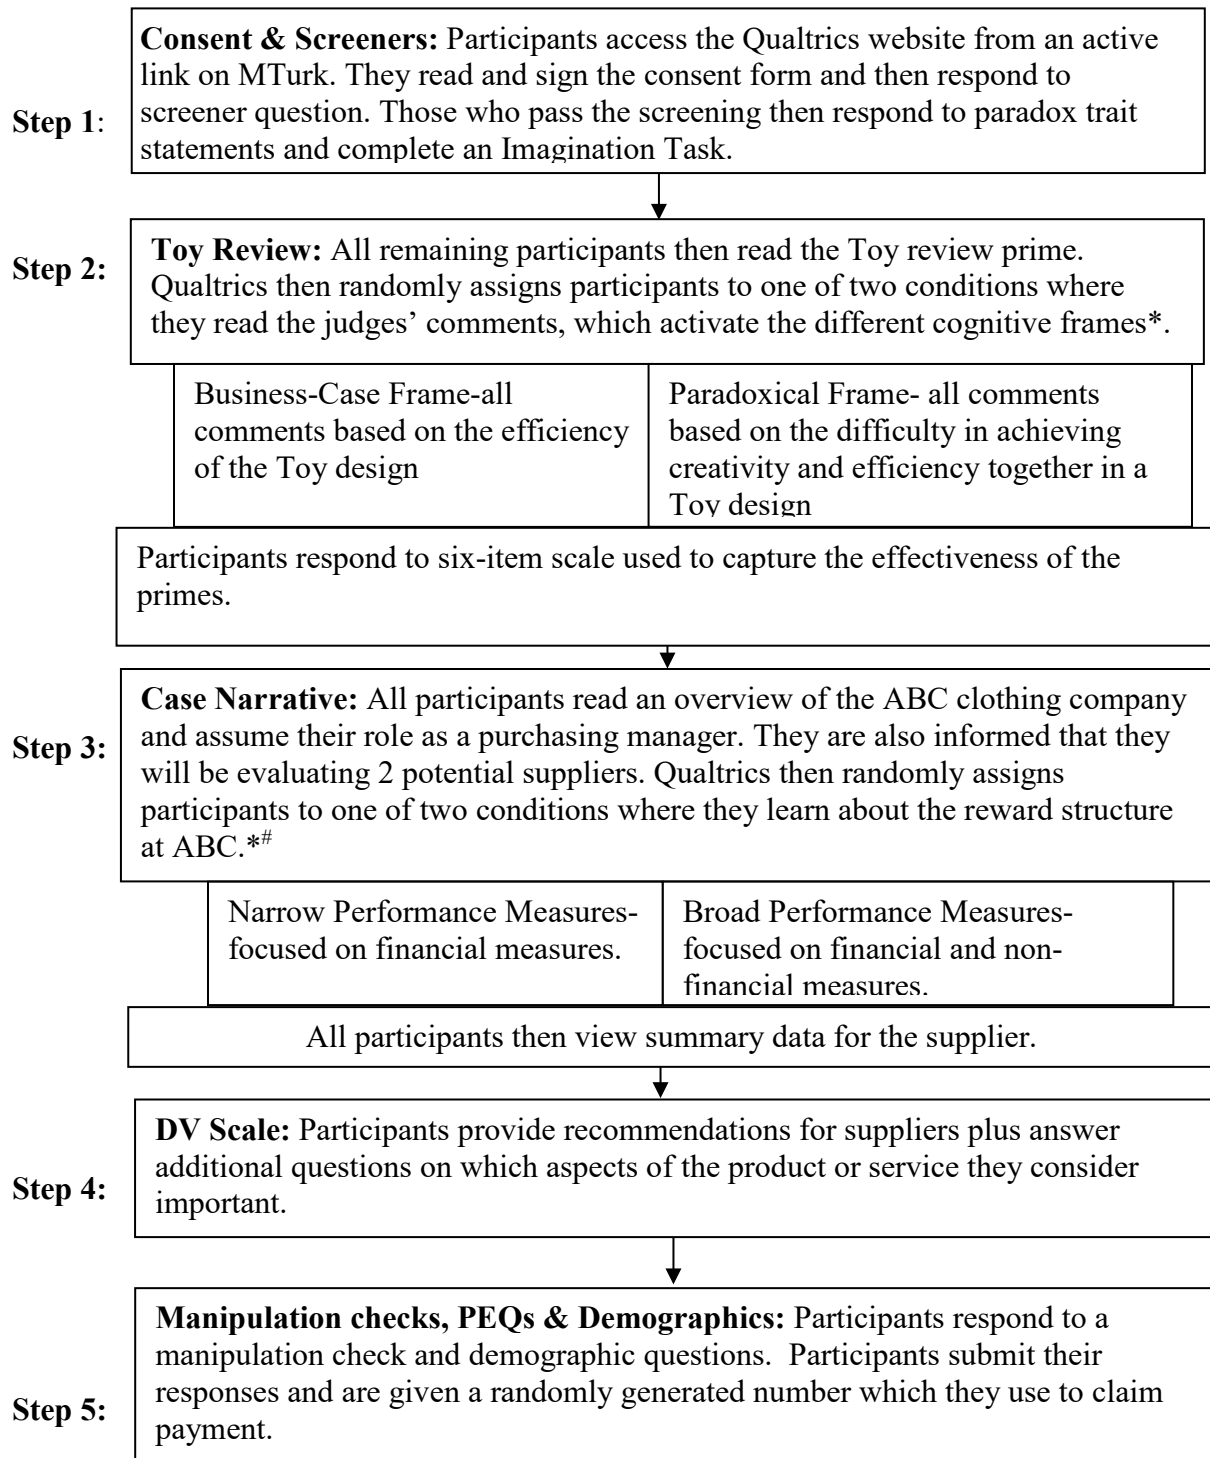 Step 1:
Consent & Screeners: Participants access the Qualtrics website from an active
link on MTurk. They read and sign the consent form and then respond to
screener question. Those who pass the screening then respond to paradox trait
statements and complete an Imagination Task.
Step 2:
Toy Review: All remaining participants then read the Toy review prime.
Qualtrics then randomly assigns participants to one of two conditions where
they read the judges’ comments, which activate the different cognitive frames*.
Business-Case Frame-all
comments based on the efficiency
of the Toy design
Paradoxical Frame- all comments
based on the difficulty in achieving
creativity and efficiency together in a
Toy design
Participants respond to six-item scale used to capture the effectiveness of the
primes.
Step 3:
Case Narrative: All participants read an overview of the ABC clothing company
and assume their role as a purchasing manager. They are also informed that they
will be evaluating 2 potential suppliers. Qualtrics then randomly assigns
participants to one of two conditions where they learn about the reward structure
at ABC.*#
Narrow Performance Measures-
focused on financial measures.
Broad Performance Measures-
focused on financial and non-
financial measures.
All participants then view summary data for the supplier.
Step 4:
DV Scale: Participants provide recommendations for suppliers plus answer
additional questions on which aspects of the product or service they consider
important.
Step 5:
Manipulation checks, PEQs & Demographics: Participants respond to a
manipulation check and demographic questions.  Participants submit their
responses and are given a randomly generated number which they use to claim
payment.